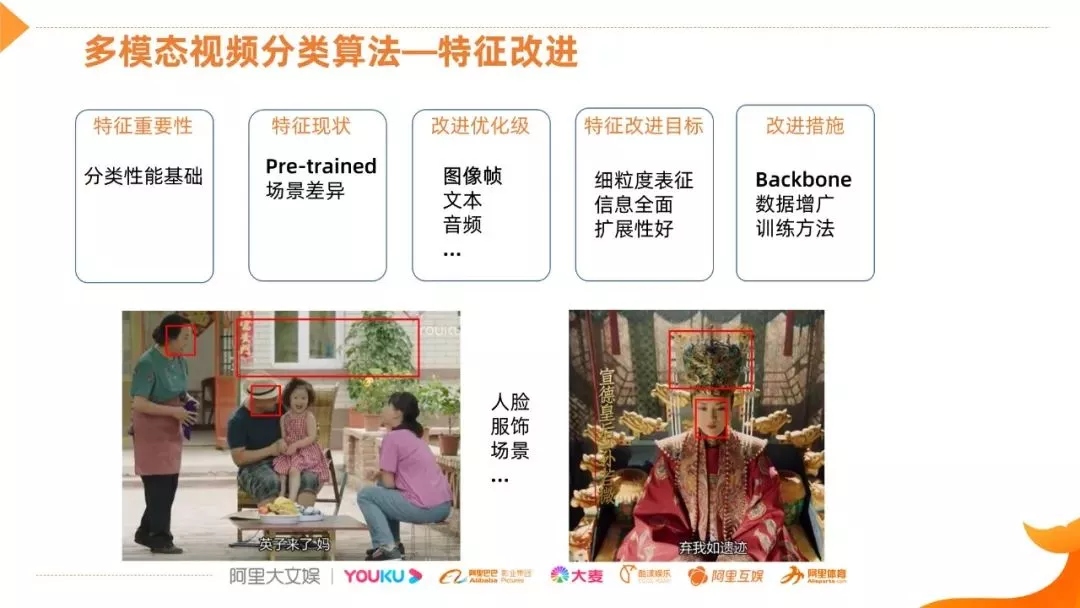 多模态视频分类算法—特征改进
特征重要性
分类性能基础
特征现状
Pre-trained
场景差异
改进优化级
图像帧
文本
音频
...
特征改进目标
细粒度表征
信息全面
扩展性好
改进措施
Backbone
数据增广
训练方法
YOUKU
英子来了 妈
人脸
服饰
场景
...
宣德皇后孙若微
弃我如遗迹
阿里大文娱
YOUKU
阿里巴巴 影业集团
Alibaba Pictures
大麦
酷漾娱乐
阿里互娱
阿里体育
Alisports.com